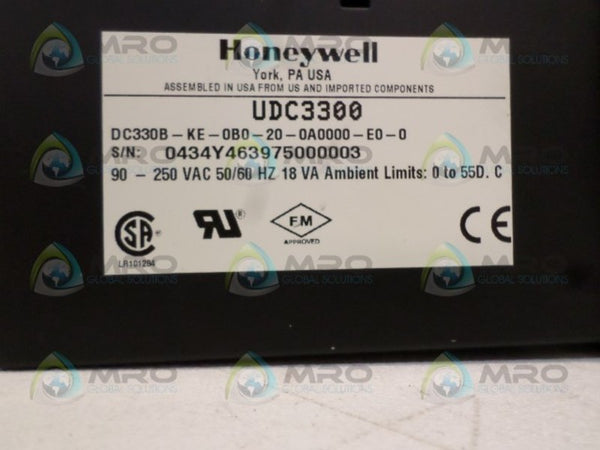 Honeywell
York, PA USA
ASSEMBLED IN USA FROM US AND IMPORTED COMPONENTS
UDC3300
DC330B-KE-0B0-20-0A0000-E0-0
S/N: 0434Y463975000003
90 - 250 VAC 50/60 HZ 18 VA Ambient Limits: 0 to 55D. C
SA
RU
FM
APPROVED
CE
LR101284
MRO
GLOBAL SOLUTIONS